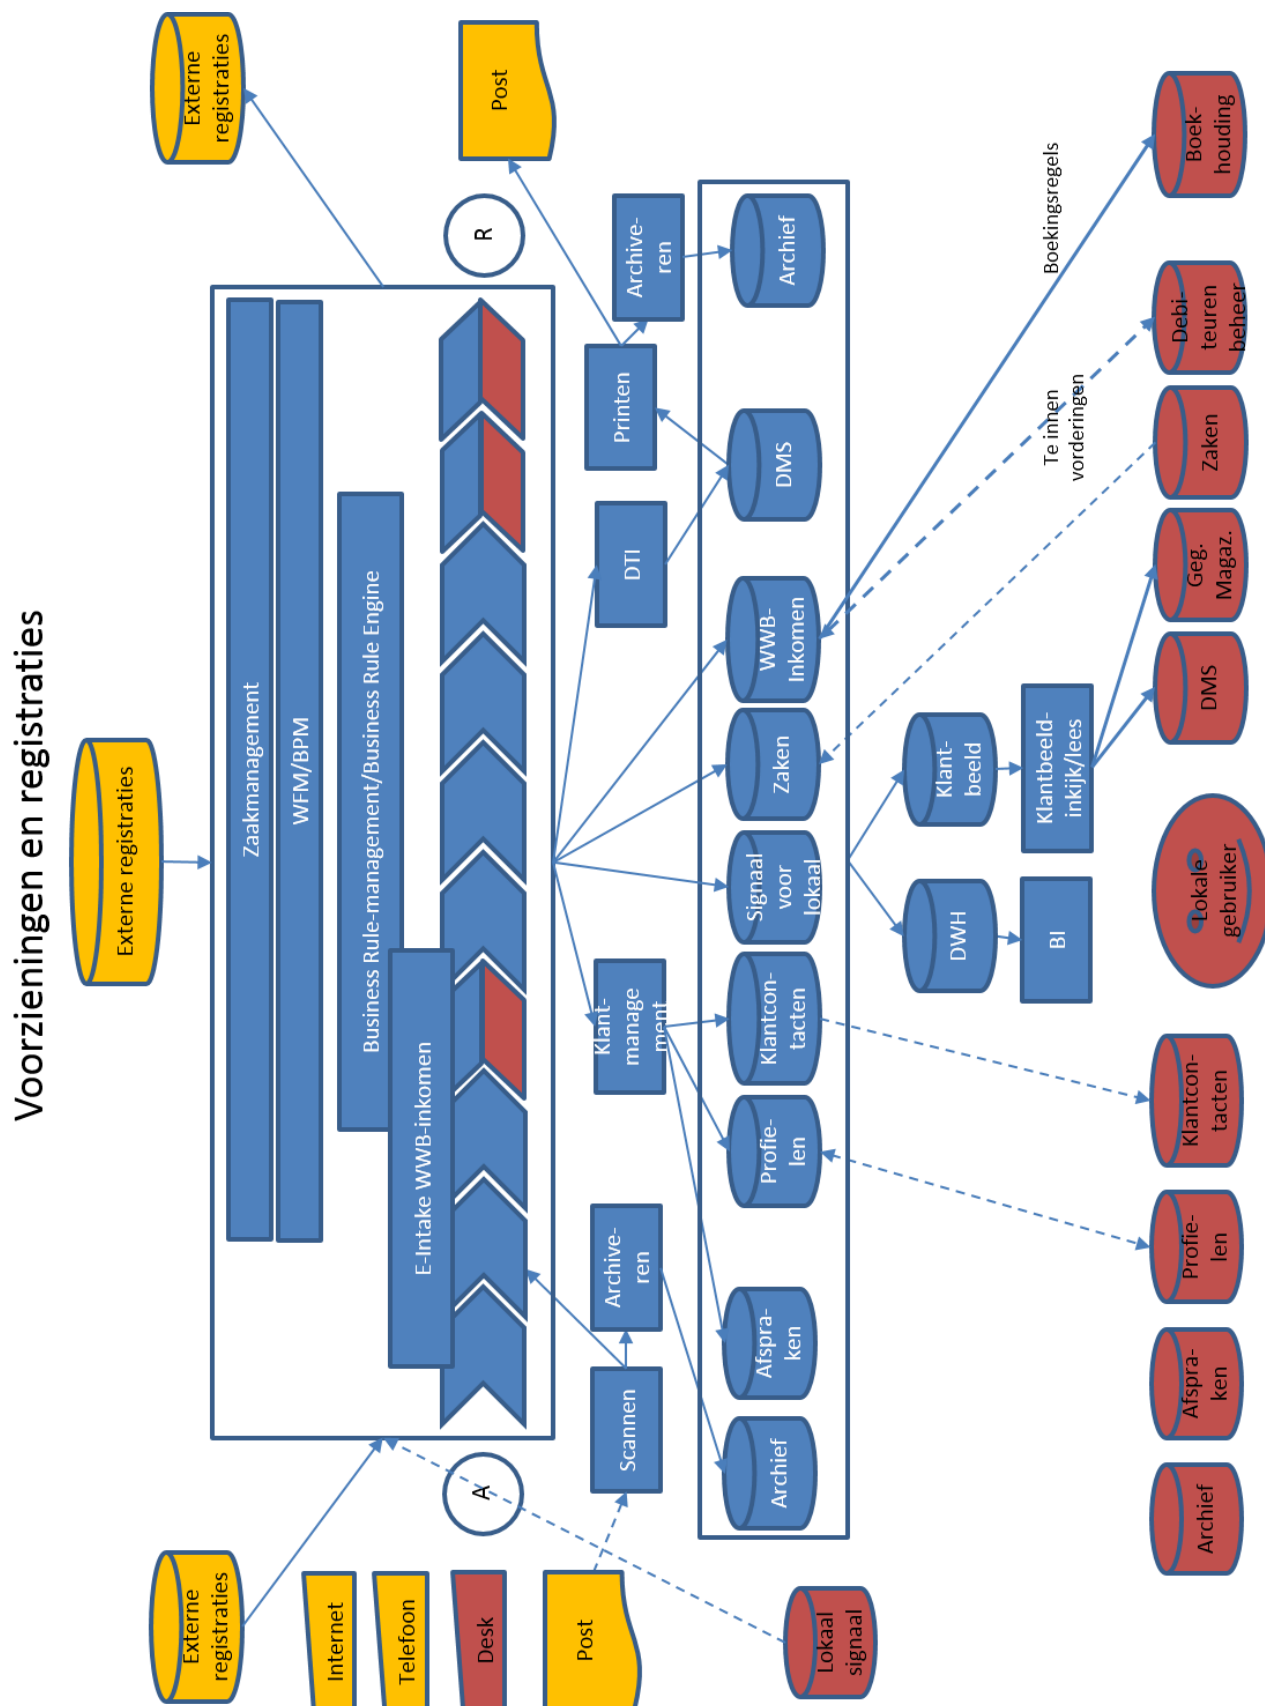 Voorzieningen en registraties
Externe
registraties
Externe registraties
Externe
registraties
Zaakmanagement
WFM/BPM
Business Rule-management/Business Rule Engine
E-Intake WWB-inkomen
Internet
Telefoon
Desk
Post
A
R
Post
Scannen
Archive-
ren
Klant-
manage
ment
DTI
Printen
Archive-
ren
Archief
Afspra-
ken
Profie-
len
Klantcon-
tacten
Signaal
voor
lokaal
Zaken
WWB-
Inkomen
DMS
Archief
Lokaal
signaal
DWH
Klant-
beeld
BI
Klantbeeld-
inkijk/lees
Te innen
vorderingen
Boekingsregels
Archief
Afspra-
ken
Profie-
len
Klantcon-
tacten
Lokale
gebruiker
DMS
Geg.
Magaz.
Zaken
Debi-
teuren
beheer
Boek-
houding